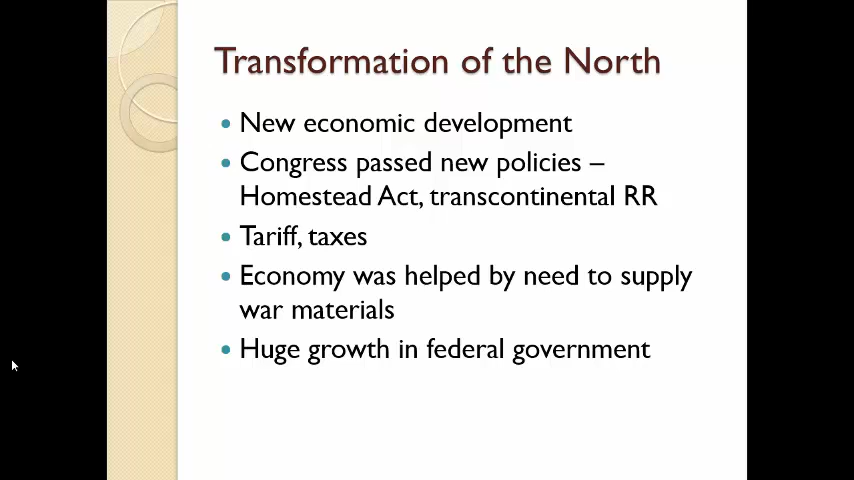 Transformation of the North
• New economic development
• Congress passed new policies –
Homestead Act, transcontinental RR
• Tariff, taxes
• Economy was helped by need to supply
war materials
• Huge growth in federal government